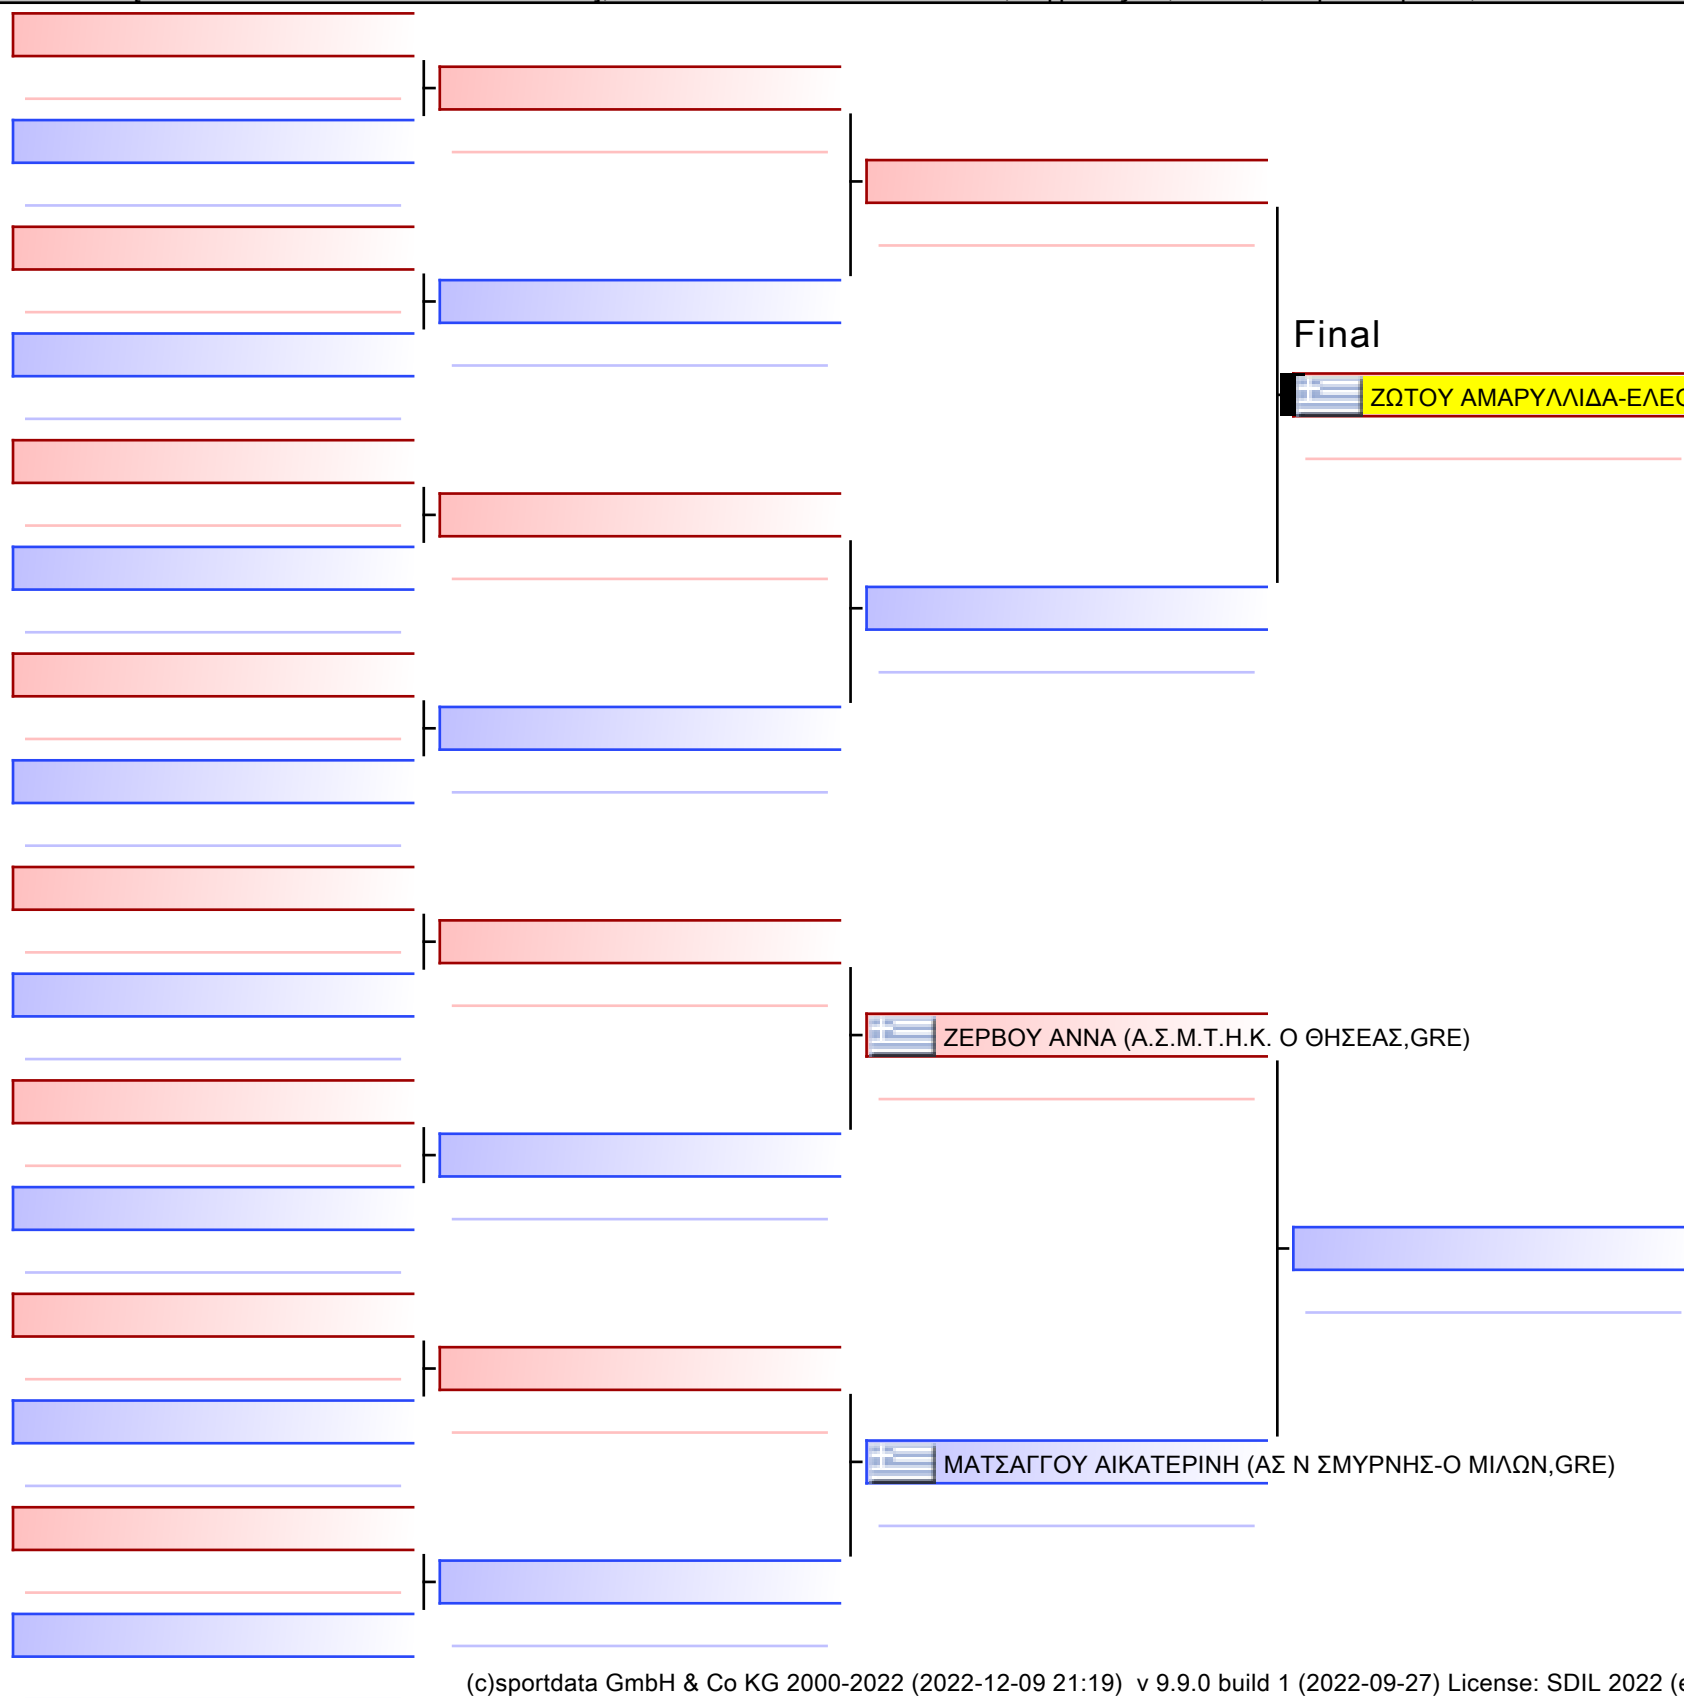 Final
ΖΩΤΟΥ ΑΜΑΡΥΛΛΙΔΑ-ΕΛΕΟ
ΖΕΡΒΟΥ ΑΝΝΑ (Α.Σ.Μ.Τ.Η.Κ. Ο ΘΗΣΕΑΣ,GRE)
ΜΑΤΣΑΓΓΟΥ ΑΙΚΑΤΕΡΙΝΗ (ΑΣ Ν ΣΜΥΡΝΗΣ-Ο ΜΙΛΩΝ,GRE)
(c)sportdata GmbH & Co KG 2000-2022 (2022-12-09 21:19) v 9.9.0 build 1 (2022-09-27) License: SDIL 2022 (e